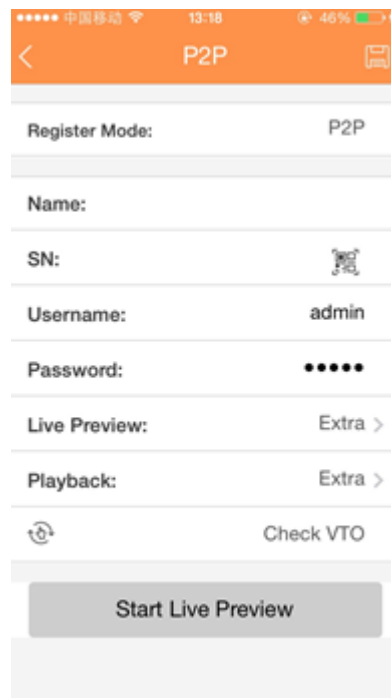 中国移动 13:18 46%
P2P
Register Mode: P2P
Name:
SN:
Username: admin
Password: •••••
Live Preview: Extra >
Playback: Extra >
Check VTO
Start Live Preview